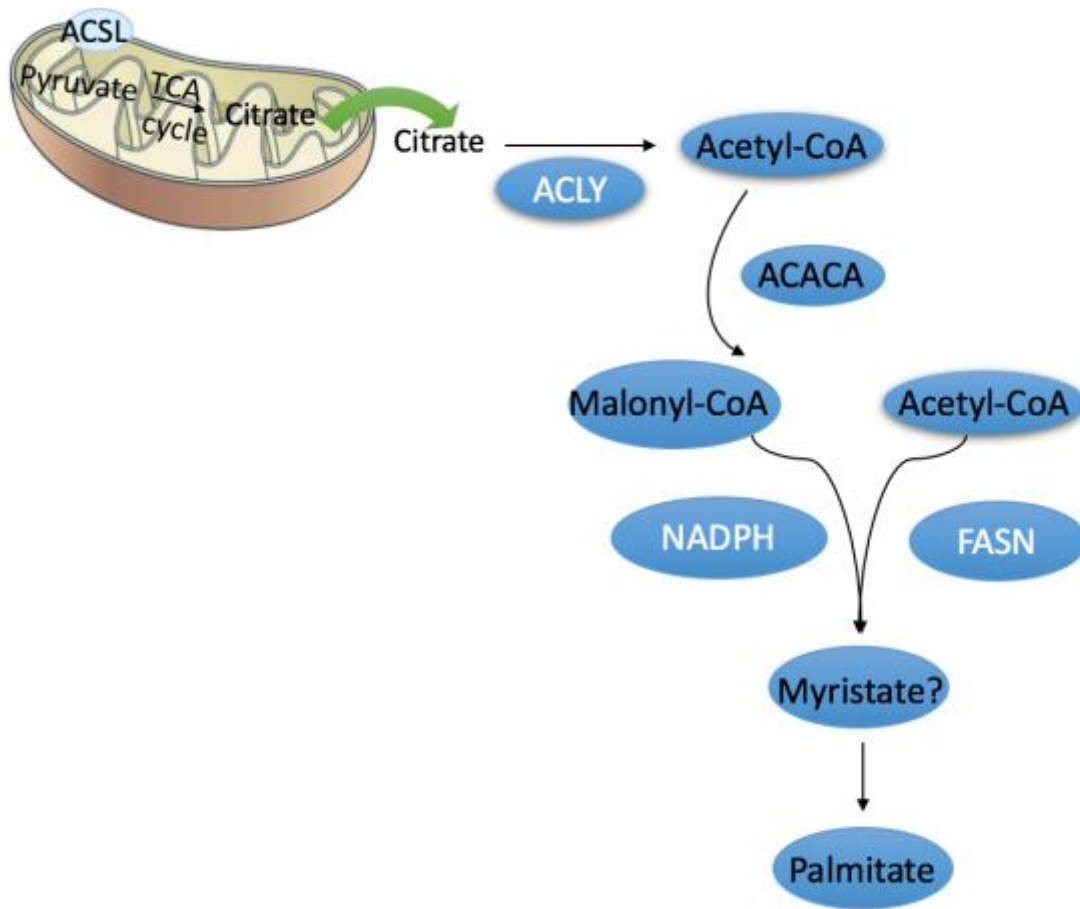 ACSL
Pyruvate
TCA
cycle
Citrate
Citrate
ACLY
Acetyl-CoA
ACACA
Malonyl-CoA
Acetyl-CoA
NADPH
FASN
Myristate?
Palmitate